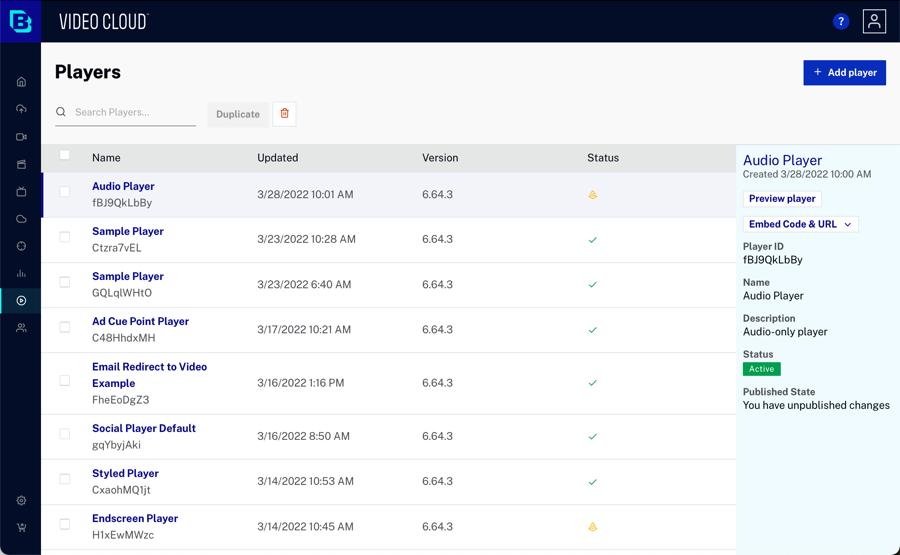 VIDEO CLOUD
?
Players
+ Add player
Search Players...
Duplicate
Name Updated Version Status
Audio Player
fBJ9QkLbBy
3/28/2022 10:01 AM 6.64.3
Sample Player
Ctzra7vEL
3/23/2022 10:28 AM 6.64.3
Sample Player
GQLqlWHtO
3/23/2022 6:40 AM 6.64.3
Ad Cue Point Player
C48HhdxMH
3/17/2022 10:21 AM 6.64.3
Email Redirect to Video
Example
FheEoDgZ3
3/16/2022 1:16 PM 6.64.3
Social Player Default
gqYbyjAki
3/16/2022 8:50 AM 6.64.3
Styled Player
CxaohMQ1jt
3/14/2022 10:53 AM 6.64.3
Endscreen Player
H1xEwMWzc
3/14/2022 10:45 AM 6.64.3
Audio Player
Created 3/28/2022 10:00 AM
Preview player
Embed Code & URL
Player ID
fBJ9QkLbBy
Name
Audio Player
Description
Audio-only player
Status
Active
Published State
You have unpublished changes